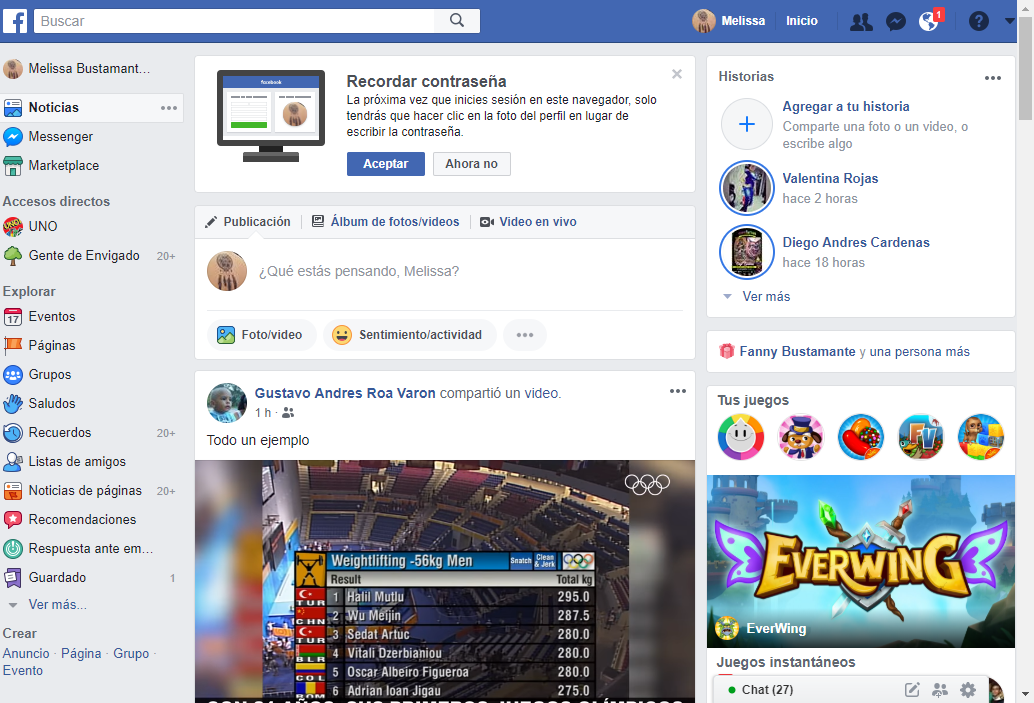 Buscar
Melissa
Inicio
1
Melissa Bustamant...
Noticias
Messenger
Marketplace
Accesos directos
UNO
Gente de Envigado 20+
Explorar
Eventos
Páginas
Grupos
Saludos
Recuerdos 20+
Listas de amigos
Noticias de páginas 20+
Recomendaciones
Respuesta ante em...
Guardado 1
Ver más...
Crear
Anuncio · Página · Grupo ·
Evento
facebook
Recordar contraseña
La próxima vez que inicies sesión en este navegador, solo
tendrás que hacer clic en la foto del perfil en lugar de
escribir la contraseña.
Aceptar
Ahora no
Publicación
Álbum de fotos/videos
Video en vivo
¿Qué estás pensando, Melissa?
Foto/video
Sentimiento/actividad
Gustavo Andres Roa Varon compartió un video.
1 h ·
Todo un ejemplo
Weightlifting -56kg Men Snatch Clean & Jerk
Result Total kg
TUR 1 Halil Mutlu 295.0
CHN 2 Wu Meijin 287.5
TUR 3 Sedat Artuc 280.0
BLR 4 Vitali Dzerbianiou 280.0
COL 5 Oscar Albeiro Figueroa 280.0
ROM 6 Adrian Ioan Jigau 275.0
Historias
Agregar a tu historia
Comparte una foto o un video, o
escribe algo
Valentina Rojas
hace 2 horas
Diego Andres Cardenas
hace 18 horas
Ver más
Fanny Bustamante y una persona más
Tus juegos
EVERWING
EverWing
Juegos instantáneos
Chat (27)